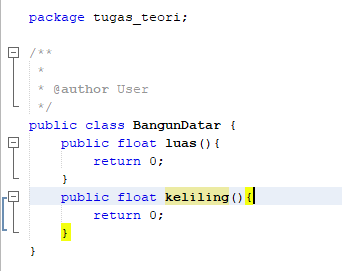 package tugas_teori;
/**
 *
 * @author User
 */
public class BangunDatar {
    public float luas(){
        return 0;
    }
    public float keliling(){
        return 0;
    }
}